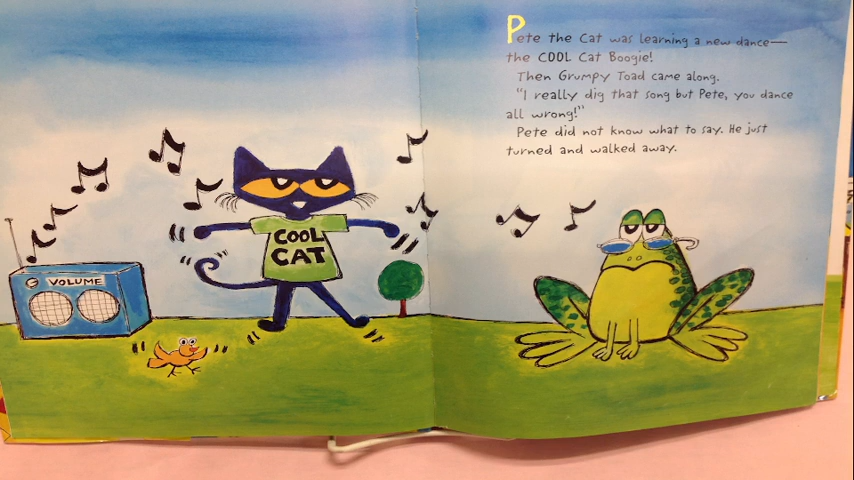 VOLUME
COOL
CAT
Pete the Cat was learning a new dance—
the COOL Cat Boogie!
Then Grumpy Toad came along.
"I really dig that song but Pete, you dance
all wrong!"
Pete did not know what to say. He just
turned and walked away.